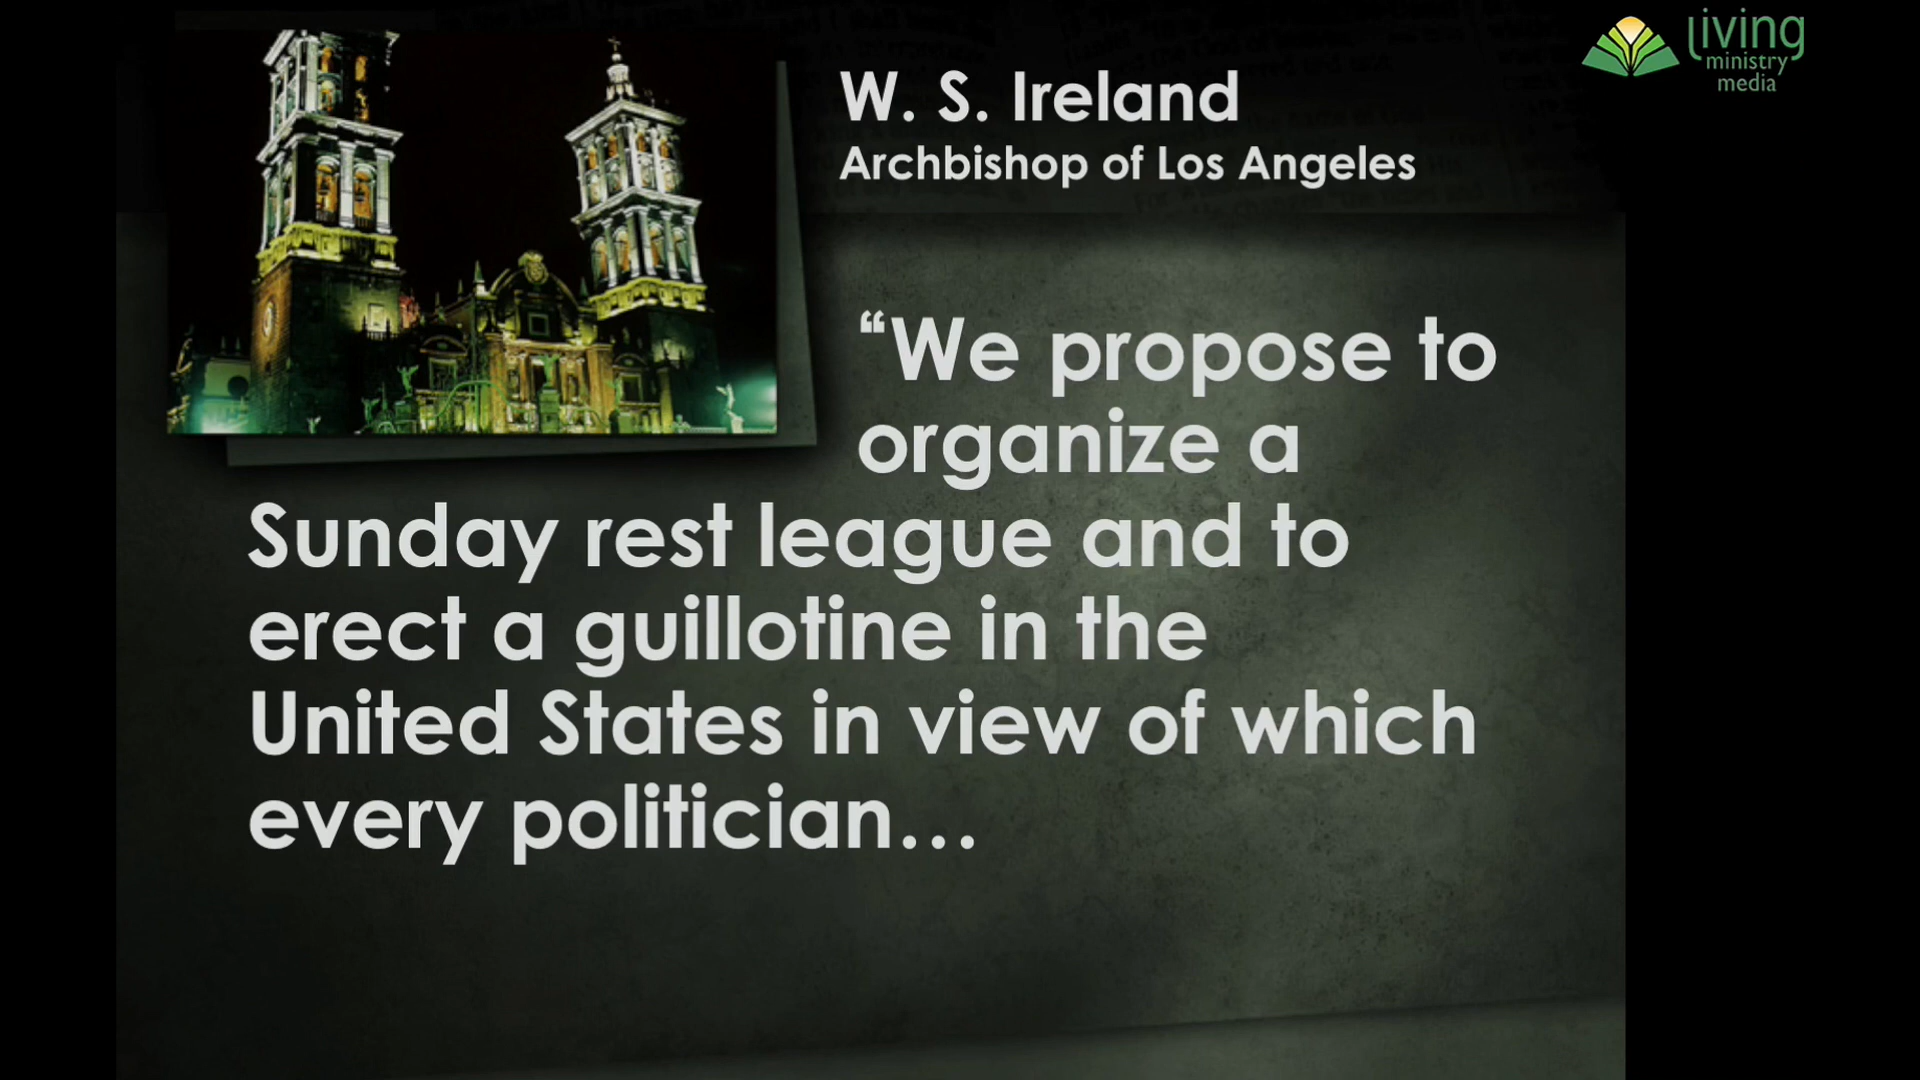 living
ministry
media
W. S. Ireland
Archbishop of Los Angeles
“We propose to
organize a
Sunday rest league and to
erect a guillotine in the
United States in view of which
every politician…